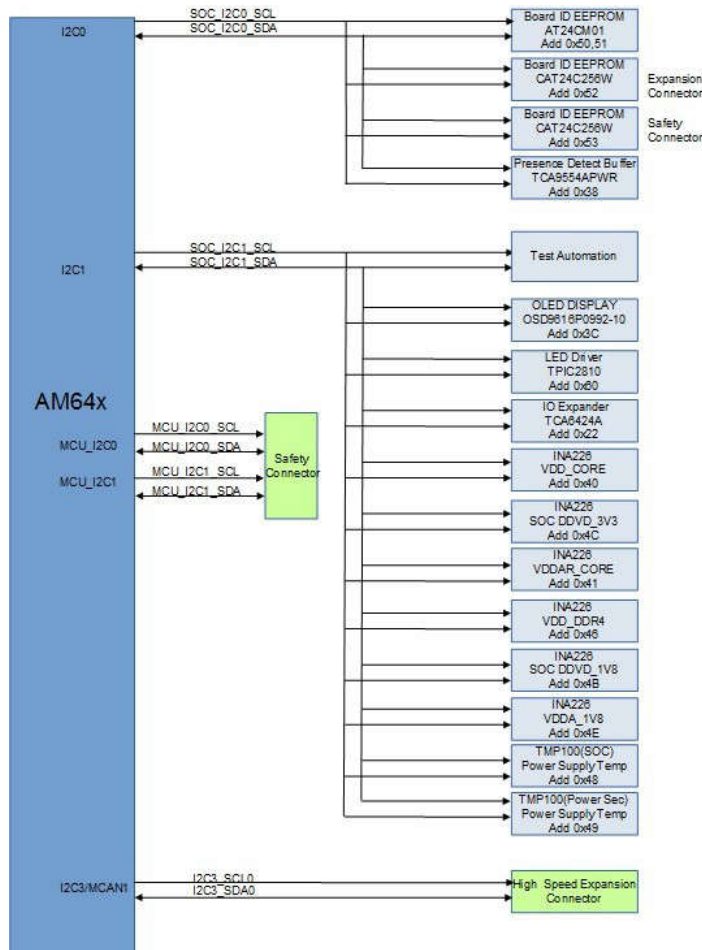 SOC_I2C0_SCL
I2C0
SOC_I2C0_SDA
Board ID EEPROM
AT24CM01
Add 0x50,51
Board ID EEPROM
CAT24C256W
Add 0x52
Expansion
Connector
Board ID EEPROM
CAT24C256W
Add 0x53
Safety
Connector
Presence Detect Buffer
TCA9554APWR
Add 0x38
SOC_I2C1_SCL
I2C1
SOC_I2C1_SDA
Test Automation
OLED DISPLAY
OSD9616P0992-10
Add 0x3C
LED Driver
TPIC2810
Add 0x60
IO Expander
TCA6424A
Add 0x22
AM64x
MCU_I2C0_SCL
MCU_I2C0
MCU_I2C0_SDA
MCU_I2C1_SCL
MCU_I2C1
MCU_I2C1_SDA
Safety
Connector
INA226
VDD_CORE
Add 0x40
INA226
SOC DDVD_3V3
Add 0x4C
INA226
VDDAR_CORE
Add 0x41
INA226
VDD_DDR4
Add 0x46
INA226
SOC DDVD_1V8
Add 0x4B
INA226
VDDA_1V8
Add 0x4E
TMP100(SOC)
Power Supply Temp
Add 0x48
TMP100(Power Sec)
Power Supply Temp
Add 0x49
I2C3/MCAN1
I2C3_SCL0
I2C3_SDA0
High Speed Expansion
Connector